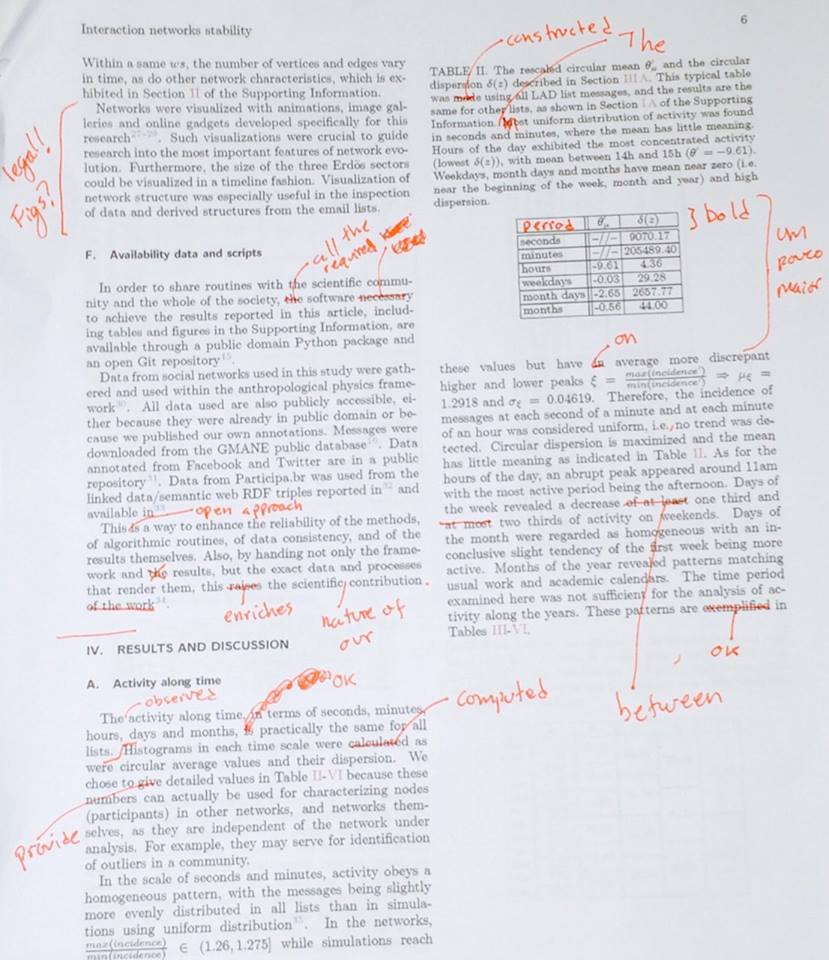 Interaction networks stability
6
Within a same ws, the number of vertices and edges vary
in time, as do other network characteristics, which is ex-
hibited in Section II of the Supporting Information.
Networks were visualized with animations, image gal-
leries and online gadgets developed specifically for this
research27–29. Such visualizations were crucial to guide
research into the most important features of network evo-
lution. Furthermore, the size of the three Erdös sectors
could be visualized in a timeline fashion. Visualization of
network structure was especially useful in the inspection
of data and derived structures from the email lists.
legal!
Figs?
F. Availability data and scripts
all the
required
In order to share routines with the scientific commu-
nity and the whole of the society, the software necessary
to achieve the results reported in this article, includ-
ing tables and figures in the Supporting Information, are
available through a public domain Python package and
an open Git repository15.
Data from social networks used in this study were gath-
ered and used within the anthropological physics frame-
work30. All data used are also publicly accessible, ei-
ther because they were already in public domain or be-
cause we published our own annotations. Messages were
downloaded from the GMANE public database. Data
annotated from Facebook and Twitter are in a public
repository31. Data from Participa.br was used from the
linked data/semantic web RDF triples reported in32 and
available in33.
open approach
This is a way to enhance the reliability of the methods,
of algorithmic routines, of data consistency, and of the
results themselves. Also, by handing not only the frame-
work and the results, but the exact data and processes
that render them, this raises the scientific contribution.
of the work34.
enriches
nature of
our
IV. RESULTS AND DISCUSSION
A. Activity along time
observed
OK
The activity along time, in terms of seconds, minutes,
hours, days and months, is practically the same for all
lists. Histograms in each time scale were calculated as
computed
were circular average values and their dispersion. We
chose to give detailed values in Table II-VI because these
provide
numbers can actually be used for characterizing nodes
(participants) in other networks, and networks them-
selves, as they are independent of the network under
analysis. For example, they may serve for identification
of outliers in a community.
In the scale of seconds and minutes, activity obeys a
homogeneous pattern, with the messages being slightly
more evenly distributed in all lists than in simula-
tions using uniform distribution35. In the networks,
max(incidence)/min(incidence) ∈ (1.26, 1.275] while simulations reach
constructed
The
TABLE II. The rescaled circular mean θ'μ and the circular
dispersion δ(z) described in Section III A. This typical table
was made using all LAD list messages, and the results are the
same for other lists, as shown in Section I A of the Supporting
Information. Most uniform distribution of activity was found
in seconds and minutes, where the mean has little meaning.
Hours of the day exhibited the most concentrated activity
(lowest δ(z)), with mean between 14h and 15h (θ' = −9.61).
Weekdays, month days and months have mean near zero (i.e.
near the beginning of the week, month and year) and high
dispersion.
Period θ'μ δ(z)
seconds –//– 9070.17
minutes –//– 205489.40
hours -9.61 4.36
weekdays -0.03 29.28
month days -2.65 2657.77
months -0.56 44.00
bold
um
pouco
maior
on
these values but have in average more discrepant
higher and lower peaks ξ = max(incidence')/min(incidence') ⇒ μξ =
1.2918 and σξ = 0.04619. Therefore, the incidence of
messages at each second of a minute and at each minute
of an hour was considered uniform, i.e., no trend was de-
tected. Circular dispersion is maximized and the mean
has little meaning as indicated in Table II. As for the
hours of the day, an abrupt peak appeared around 11am
with the most active period being the afternoon. Days of
the week revealed a decrease of at least one third and
at most two thirds of activity on weekends. Days of
the month were regarded as homogeneous with an in-
conclusive slight tendency of the first week being more
active. Months of the year revealed patterns matching
usual work and academic calendars. The time period
examined here was not sufficient for the analysis of ac-
tivity along the years. These patterns are exemplified in
Tables III-VI.
OK
between